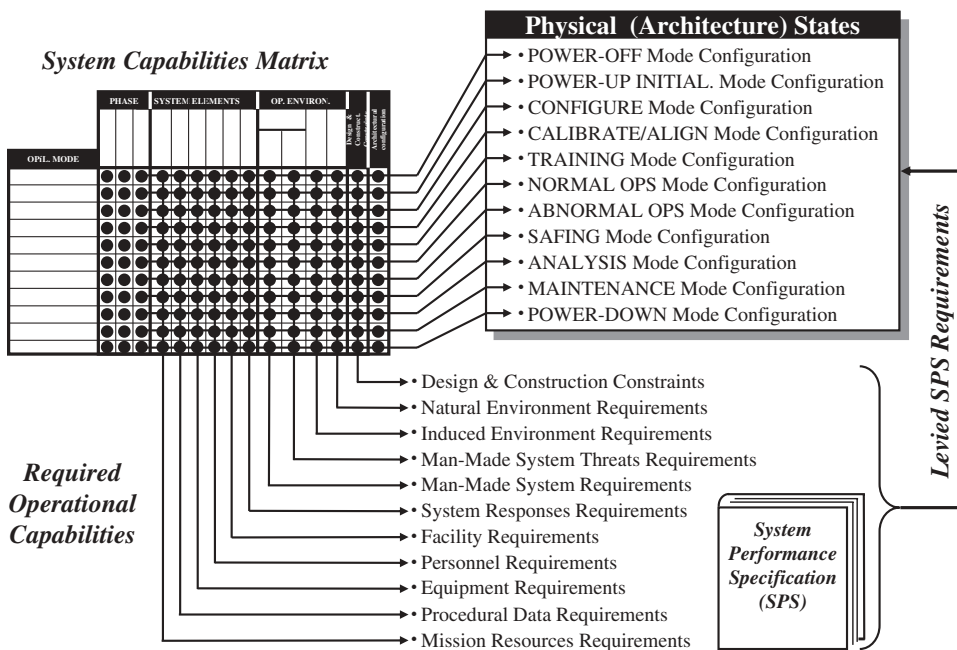 Physical (Architecture) States
System Capabilities Matrix
• POWER-OFF Mode Configuration
• POWER-UP INITIAL. Mode Configuration
• CONFIGURE Mode Configuration
• CALIBRATE/ALIGN Mode Configuration
• TRAINING Mode Configuration
• NORMAL OPS Mode Configuration
• ABNORMAL OPS Mode Configuration
• SAFING Mode Configuration
• ANALYSIS Mode Configuration
• MAINTENANCE Mode Configuration
• POWER-DOWN Mode Configuration
PHASE
SYSTEM ELEMENTS
OP. ENVIRON.
Design &
Construct.
Architectural
configuration
OPiL. MODE
• Design & Construction Constraints
• Natural Environment Requirements
• Induced Environment Requirements
• Man-Made System Threats Requirements
• Man-Made System Requirements
• System Responses Requirements
• Facility Requirements
• Personnel Requirements
• Equipment Requirements
• Procedural Data Requirements
• Mission Resources Requirements
Required
Operational
Capabilities
System
Performance
Specification
(SPS)
Levied SPS Requirements